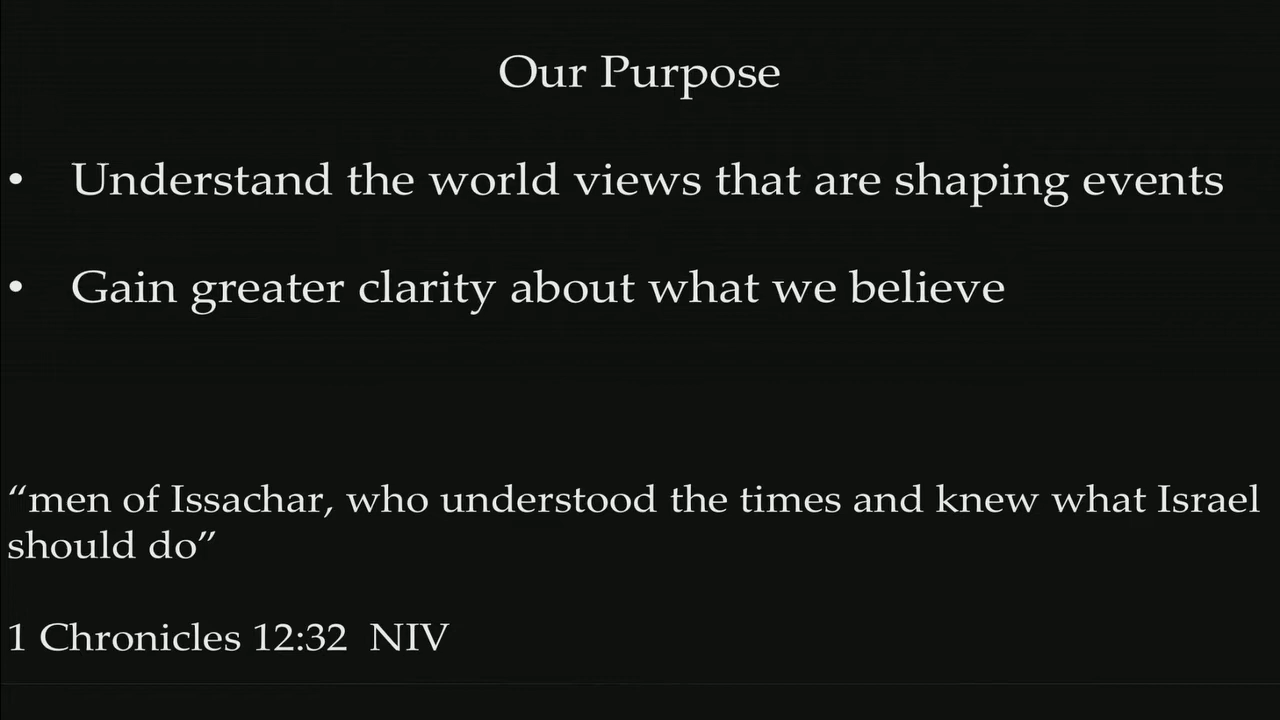 Our Purpose
• Understand the world views that are shaping events
• Gain greater clarity about what we believe
“men of Issachar, who understood the times and knew what Israel
should do”
1 Chronicles 12:32  NIV